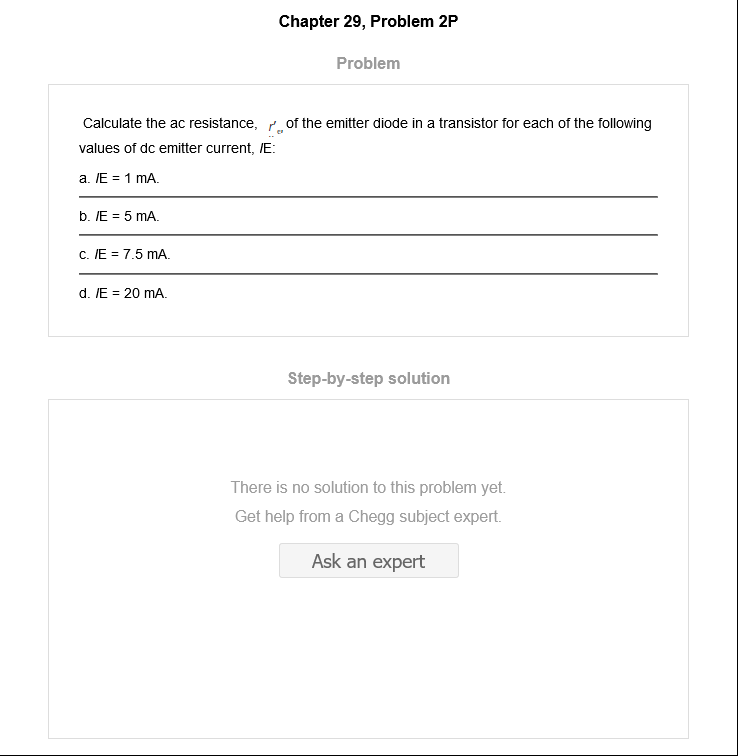 Chapter 29, Problem 2P
Problem
Calculate the ac resistance, r'e, of the emitter diode in a transistor for each of the following
values of dc emitter current, IE:
a. IE = 1 mA.
b. IE = 5 mA.
c. IE = 7.5 mA.
d. IE = 20 mA.
Step-by-step solution
There is no solution to this problem yet.
Get help from a Chegg subject expert.
Ask an expert